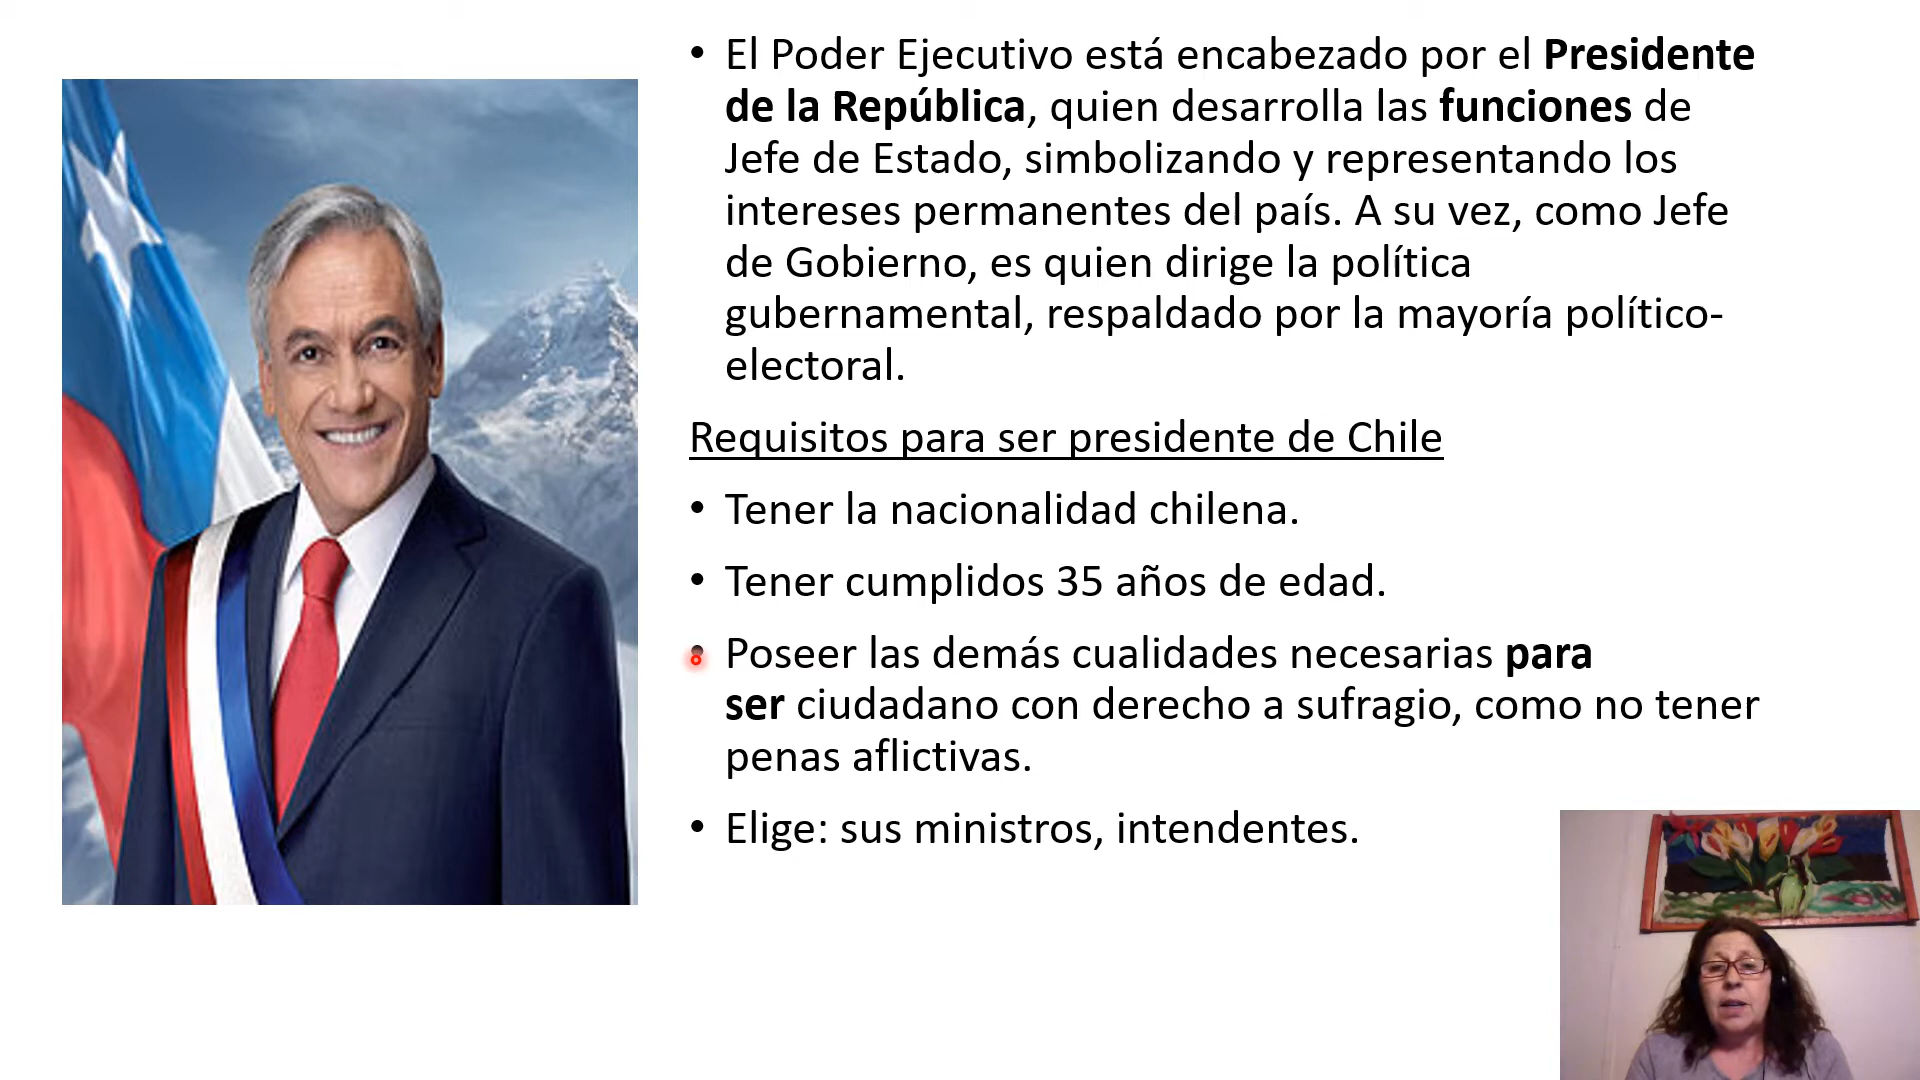 • El Poder Ejecutivo está encabezado por el Presidente
de la República, quien desarrolla las funciones de
Jefe de Estado, simbolizando y representando los
intereses permanentes del país. A su vez, como Jefe
de Gobierno, es quien dirige la política
gubernamental, respaldado por la mayoría político-
electoral.
Requisitos para ser presidente de Chile
• Tener la nacionalidad chilena.
• Tener cumplidos 35 años de edad.
• Poseer las demás cualidades necesarias para
ser ciudadano con derecho a sufragio, como no tener
penas aflictivas.
• Elige: sus ministros, intendentes.